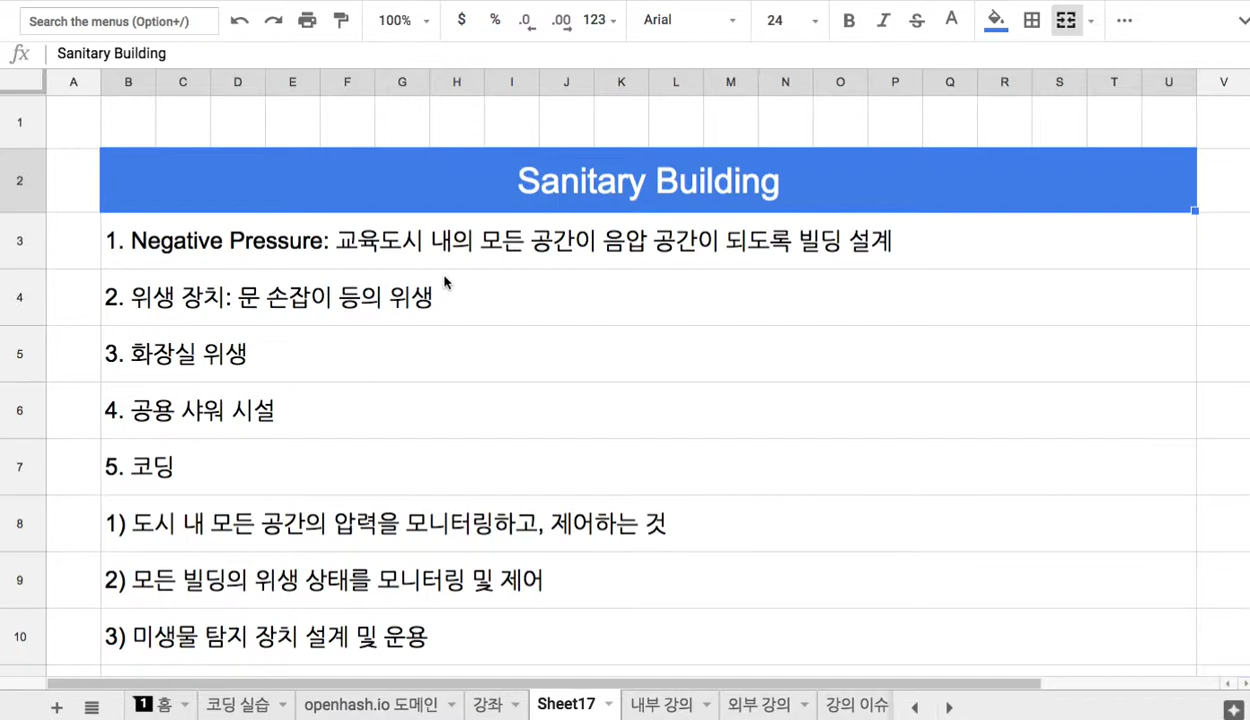 Search the menus (Option+/)
100%
$
%
.0
.00
123
Arial
24
B
I
S
A
fx
Sanitary Building
A B C D E F G H I J K L M N O P Q R S T U V
1
2 Sanitary Building
3 1. Negative Pressure: 교육도시 내의 모든 공간이 음압 공간이 되도록 빌딩 설계
4 2. 위생 장치: 문 손잡이 등의 위생
5 3. 화장실 위생
6 4. 공용 샤워 시설
7 5. 코딩
8 1) 도시 내 모든 공간의 압력을 모니터링하고, 제어하는 것
9 2) 모든 빌딩의 위생 상태를 모니터링 및 제어
10 3) 미생물 탐지 장치 설계 및 운용
1 홈
코딩 실습
openhash.io 도메인
강좌
Sheet17
내부 강의
외부 강의
강의 이슈